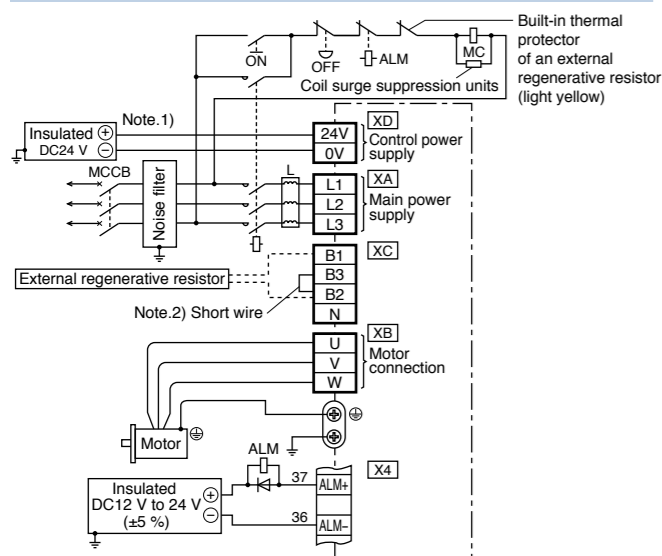 Built-in thermal
protector
of an external
regenerative resistor
(light yellow)
ON
OFF
ALM
MC
Coil surge suppression units
Note.1)
Insulated
DC24 V
24V
0V
XD
Control power
supply
MCCB
Noise filter
L
L1
L2
L3
XA
Main power
supply
External regenerative resistor
Note.2) Short wire
B1
B3
B2
N
XC
U
V
W
XB
Motor
connection
Motor
ALM
Insulated
DC12 V to 24 V
(±5 %)
37
36
ALM+
ALM−
X4